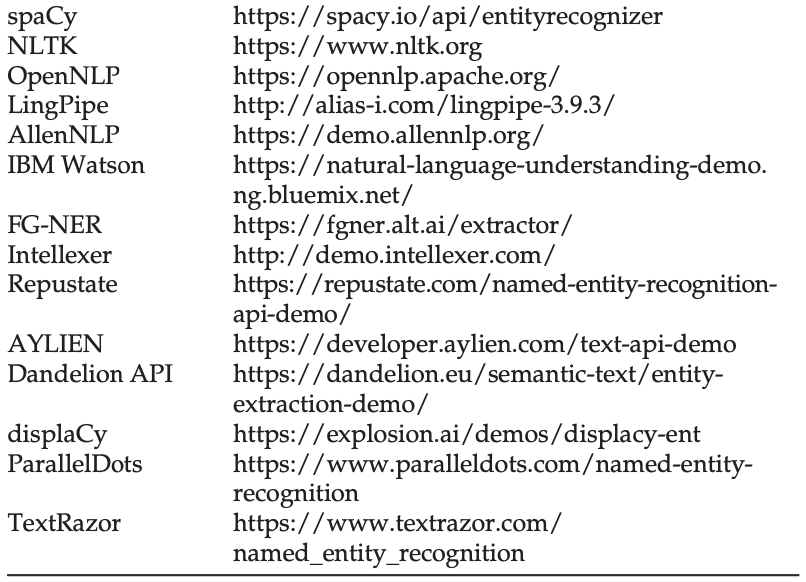 spaCy https://spacy.io/api/entityrecognizer
NLTK https://www.nltk.org
OpenNLP https://opennlp.apache.org/
LingPipe http://alias-i.com/lingpipe-3.9.3/
AllenNLP https://demo.allennlp.org/
IBM Watson https://natural-language-understanding-demo.
ng.bluemix.net/
FG-NER https://fgner.alt.ai/extractor/
Intellexer http://demo.intellexer.com/
Repustate https://repustate.com/named-entity-recognition-
api-demo/
AYLIEN https://developer.aylien.com/text-api-demo
Dandelion API https://dandelion.eu/semantic-text/entity-
extraction-demo/
displaCy https://explosion.ai/demos/displacy-ent
ParallelDots https://www.paralleldots.com/named-entity-
recognition
TextRazor https://www.textrazor.com/
named_entity_recognition